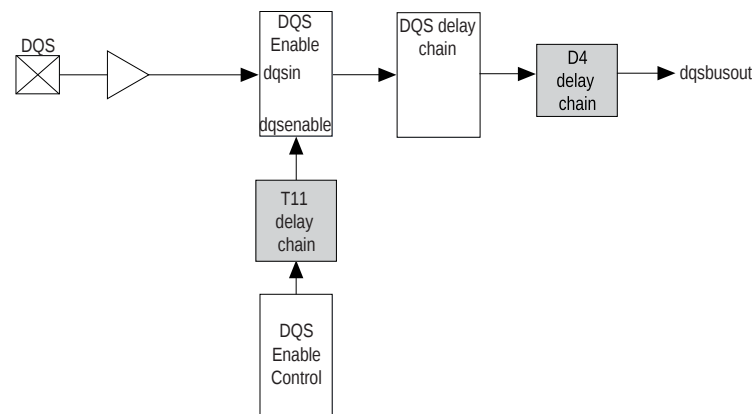 DQS
DQS
Enable
dqsin
dqsenable
DQS delay
chain
D4
delay
chain
dqsbusout
T11
delay
chain
DQS
Enable
Control